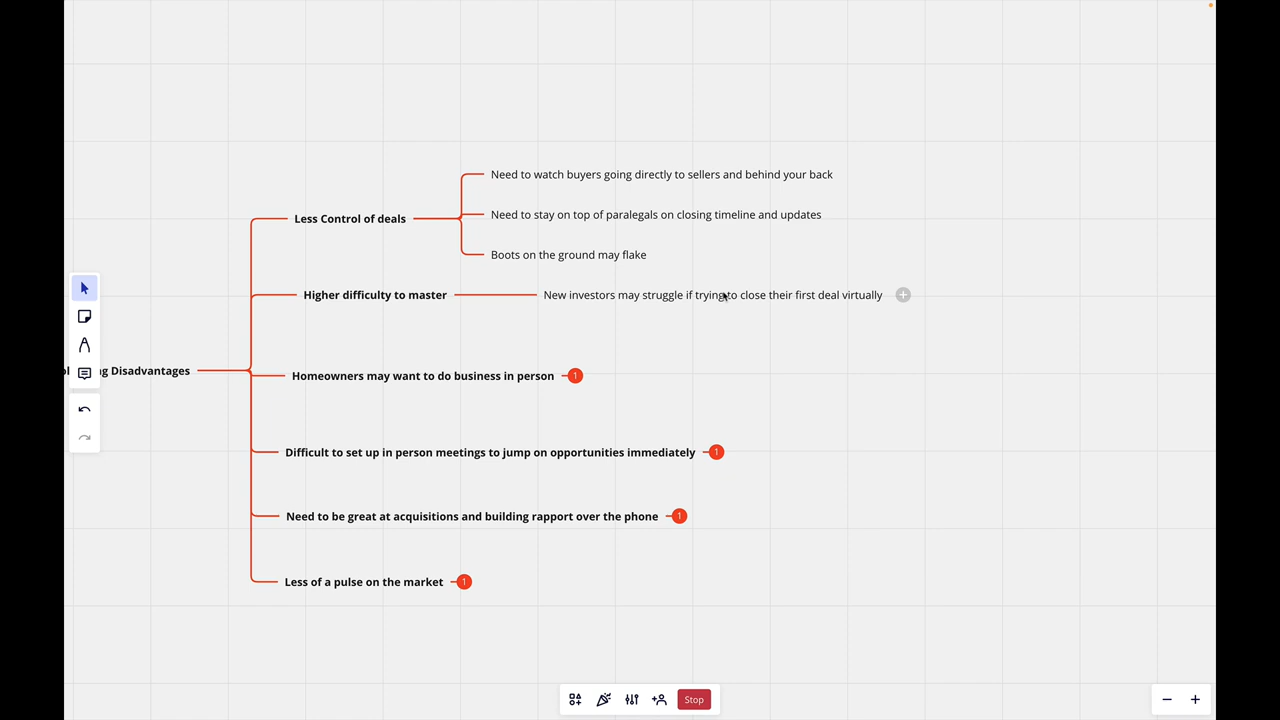 Need to watch buyers going directly to sellers and behind your back
Less Control of deals
Need to stay on top of paralegals on closing timeline and updates
Boots on the ground may flake
Higher difficulty to master
New investors may struggle if trying to close their first deal virtually
Disadvantages
Homeowners may want to do business in person
1
Difficult to set up in person meetings to jump on opportunities immediately
1
Need to be great at acquisitions and building rapport over the phone
1
Less of a pulse on the market
1
Stop